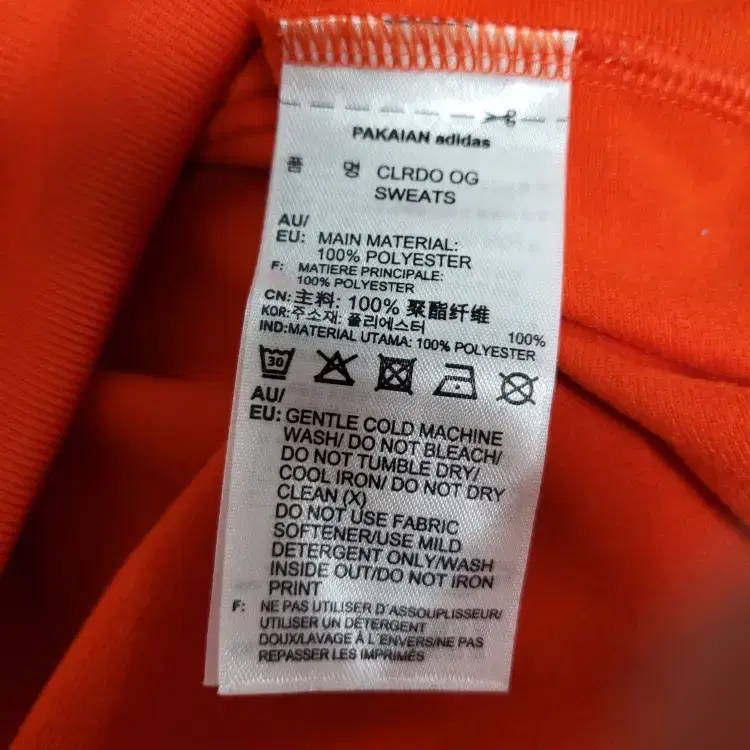 PAKAIAN adidas
품 명 CLRDO OG
SWEATS
AU/
EU: MAIN MATERIAL:
100% POLYESTER
F: MATIERE PRINCIPALE:
100% POLYESTER
CN:主料: 100% 聚酯纤维
KOR:주소재: 폴리에스터 100%
IND:MATERIAL UTAMA: 100% POLYESTER
30
AU/
EU: GENTLE COLD MACHINE
WASH/ DO NOT BLEACH/
DO NOT TUMBLE DRY/
COOL IRON/ DO NOT DRY
CLEAN (X)
DO NOT USE FABRIC
SOFTENER/USE MILD
DETERGENT ONLY/WASH
INSIDE OUT/DO NOT IRON
PRINT
F: NE PAS UTILISER D'ASSOUPLISSEUR/
UTILISER UN DÉTERGENT
DOUX/LAVAGE À L'ENVERS/NE PAS
REPASSER LES IMPRIMÉS